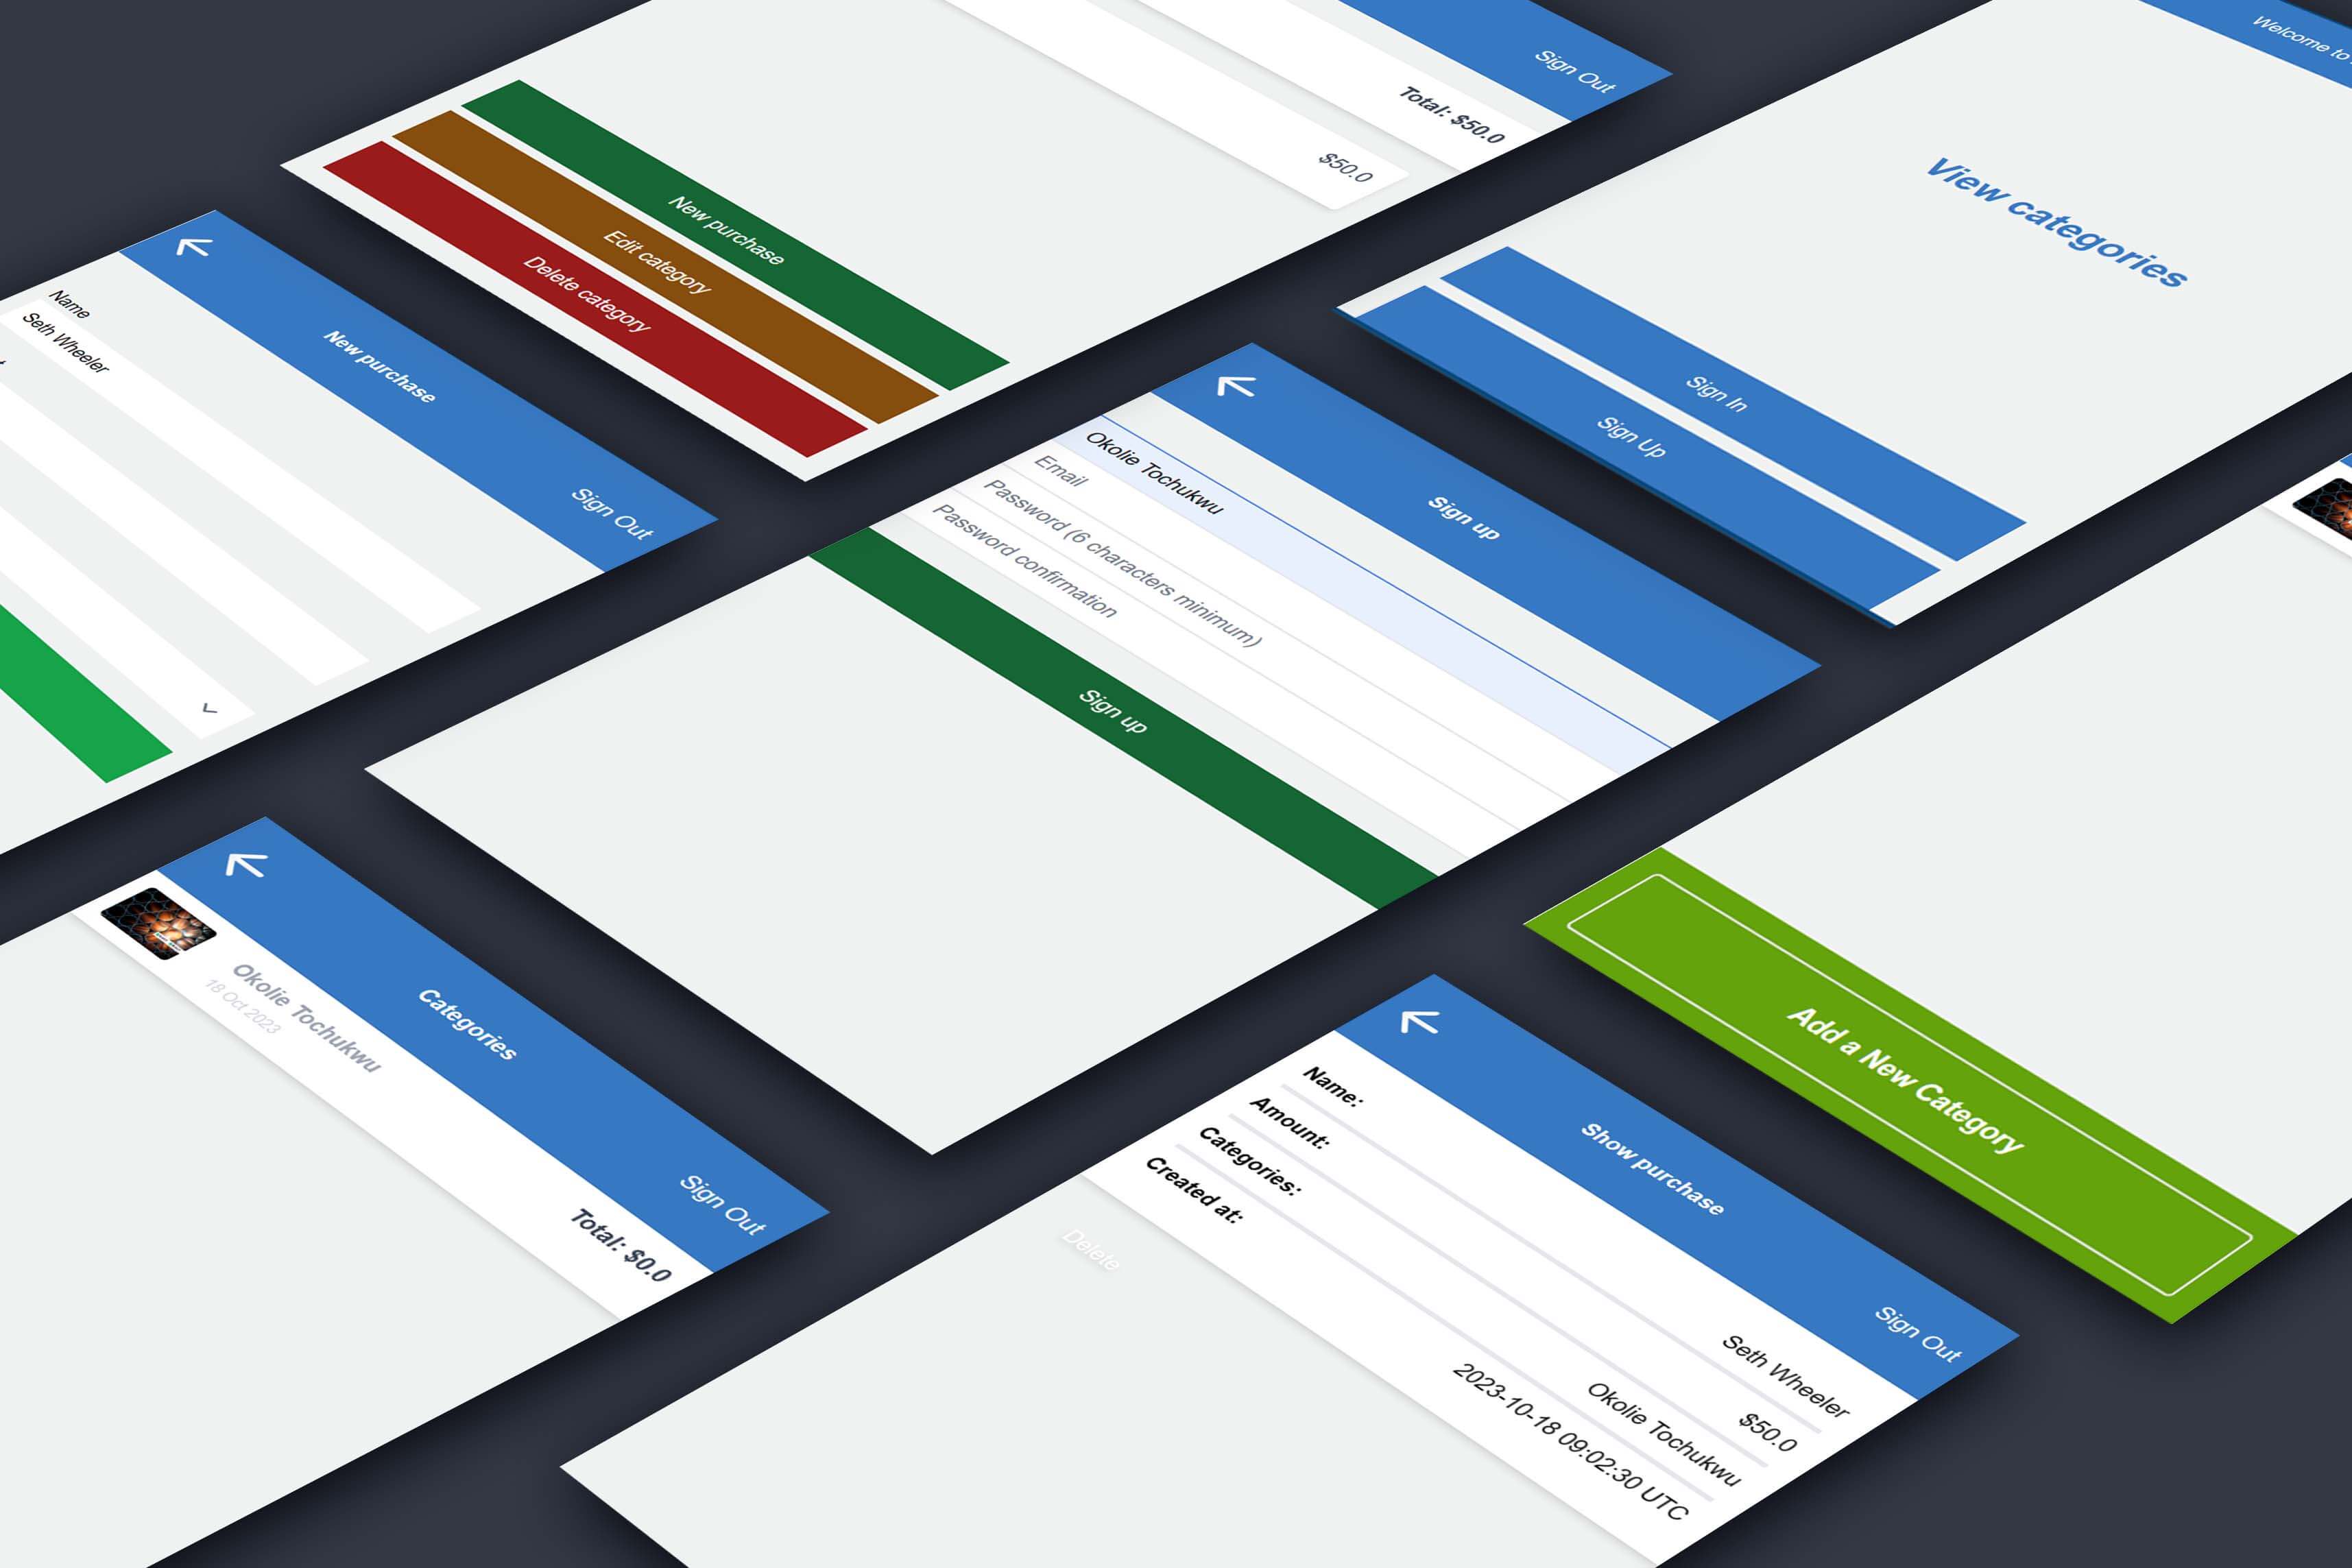 Sign Out
Total: $50.0
$50.0
New purchase
Edit category
Delete category
Welcome to
View categories
Sign In
Sign Up
New purchase
Sign Out
Name
Seth Wheeler
Sign up
Okolie Tochukwu
Email
Password (6 characters minimum)
Password confirmation
Sign up
Add a New Category
Categories
Sign Out
Okolie Tochukwu
18 Oct 2023
Total: $0.0
Show purchase
Sign Out
Name: Seth Wheeler
Amount: $50.0
Categories: Okolie Tochukwu
Created at: 2023-10-18 09:02:30 UTC
Delete